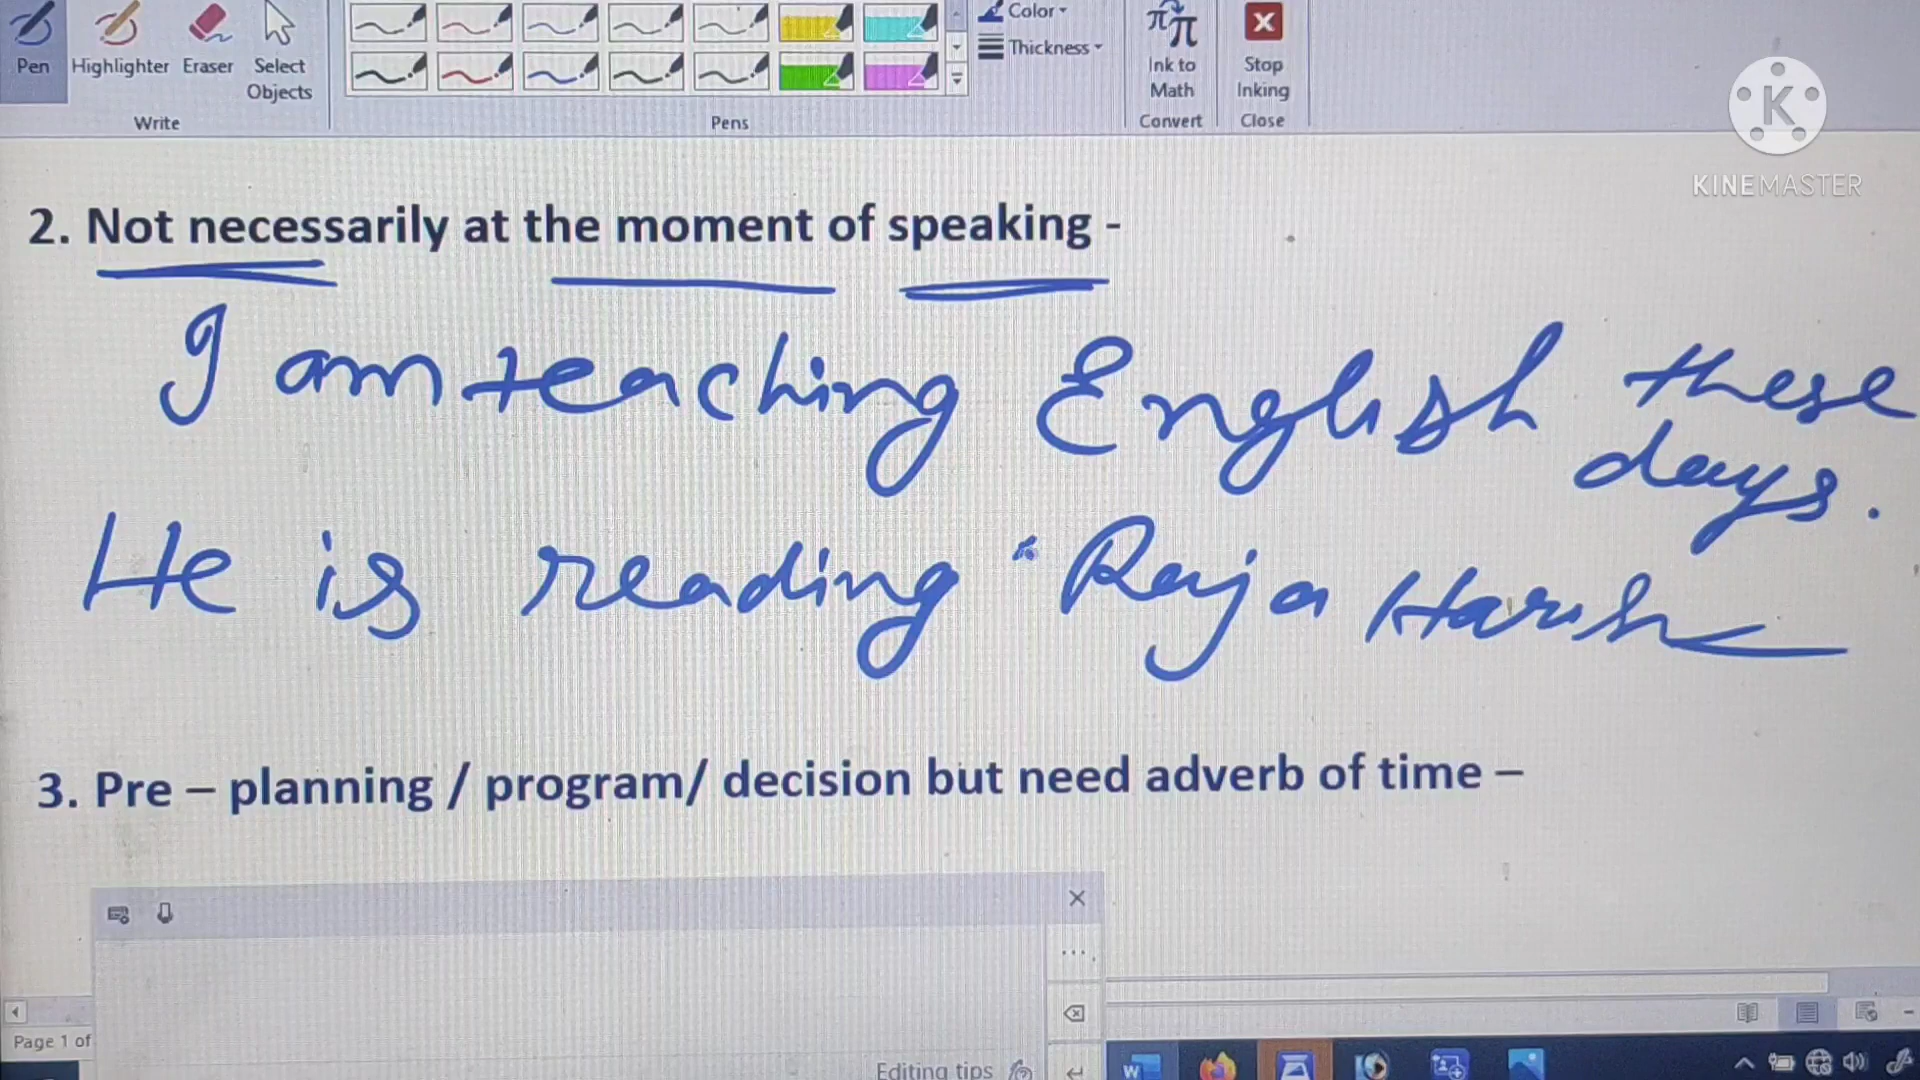 Pen
Highlighter
Eraser
Select Objects
Write
Pens
Color
Thickness
Ink to Math
Convert
Stop Inking
Close
K
KINEMASTER
2. Not necessarily at the moment of speaking -
I am teaching English these
days.
He is reading "Raja Harish
3. Pre – planning / program/ decision but need adverb of time –
Page 1 of
Editing tips